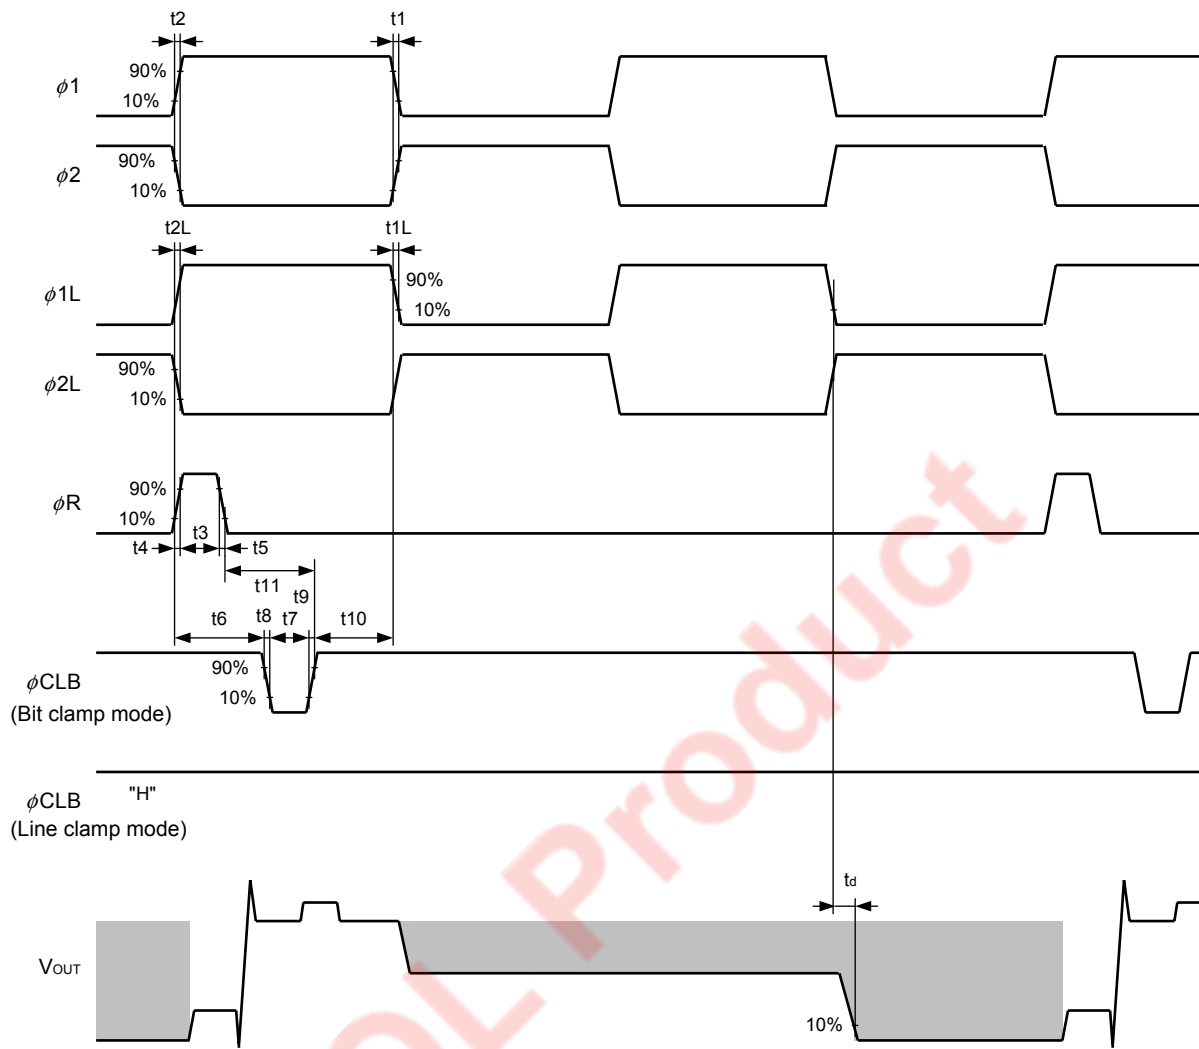 t2
t1
90%
ϕ1
10%
90%
ϕ2
10%
t2L
t1L
90%
ϕ1L
10%
90%
ϕ2L
10%
90%
ϕR
10%
t4
t3
t5
t11
t9
t6
t8
t7
t10
90%
ϕCLB
10%
(Bit clamp mode)
"H"
ϕCLB
(Line clamp mode)
td
VOUT
10%
OL Product